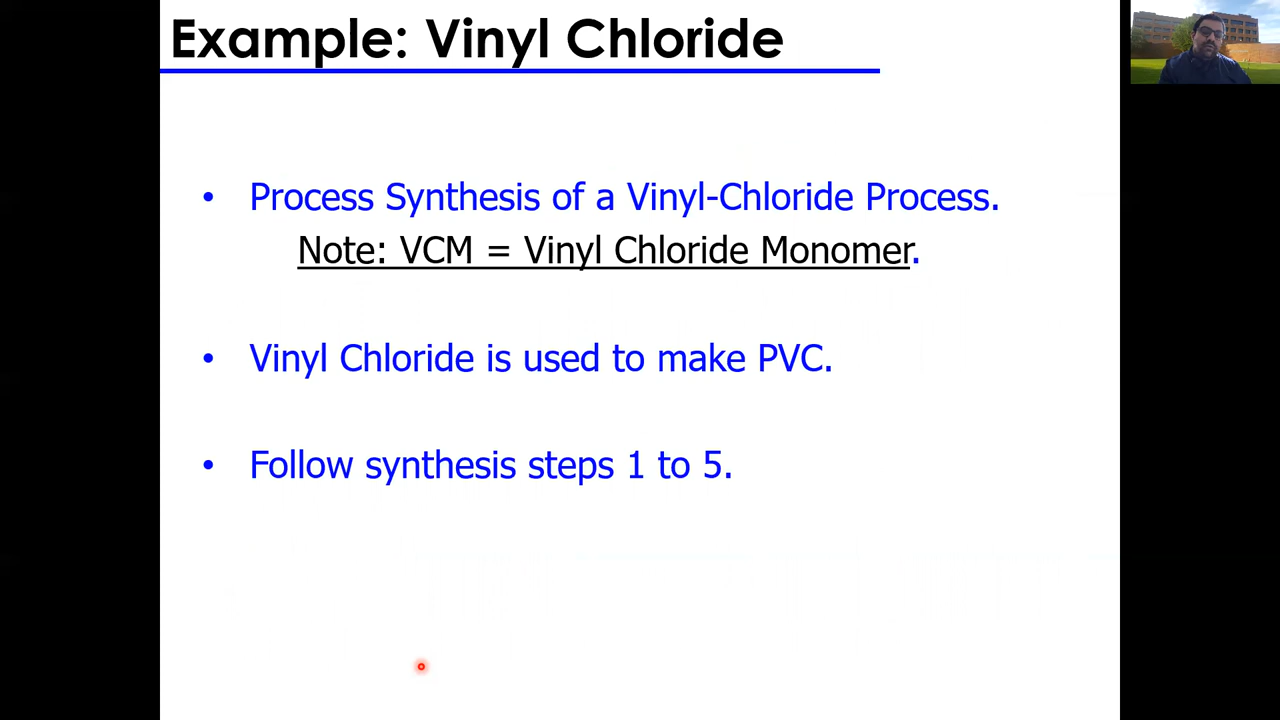 Example: Vinyl Chloride
• Process Synthesis of a Vinyl-Chloride Process.
Note: VCM = Vinyl Chloride Monomer.
• Vinyl Chloride is used to make PVC.
• Follow synthesis steps 1 to 5.